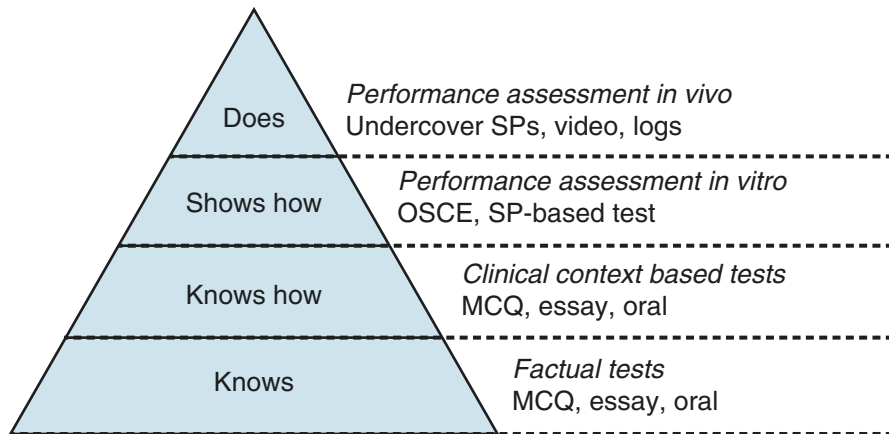 Does
Performance assessment in vivo
Undercover SPs, video, logs
Shows how
Performance assessment in vitro
OSCE, SP-based test
Knows how
Clinical context based tests
MCQ, essay, oral
Knows
Factual tests
MCQ, essay, oral